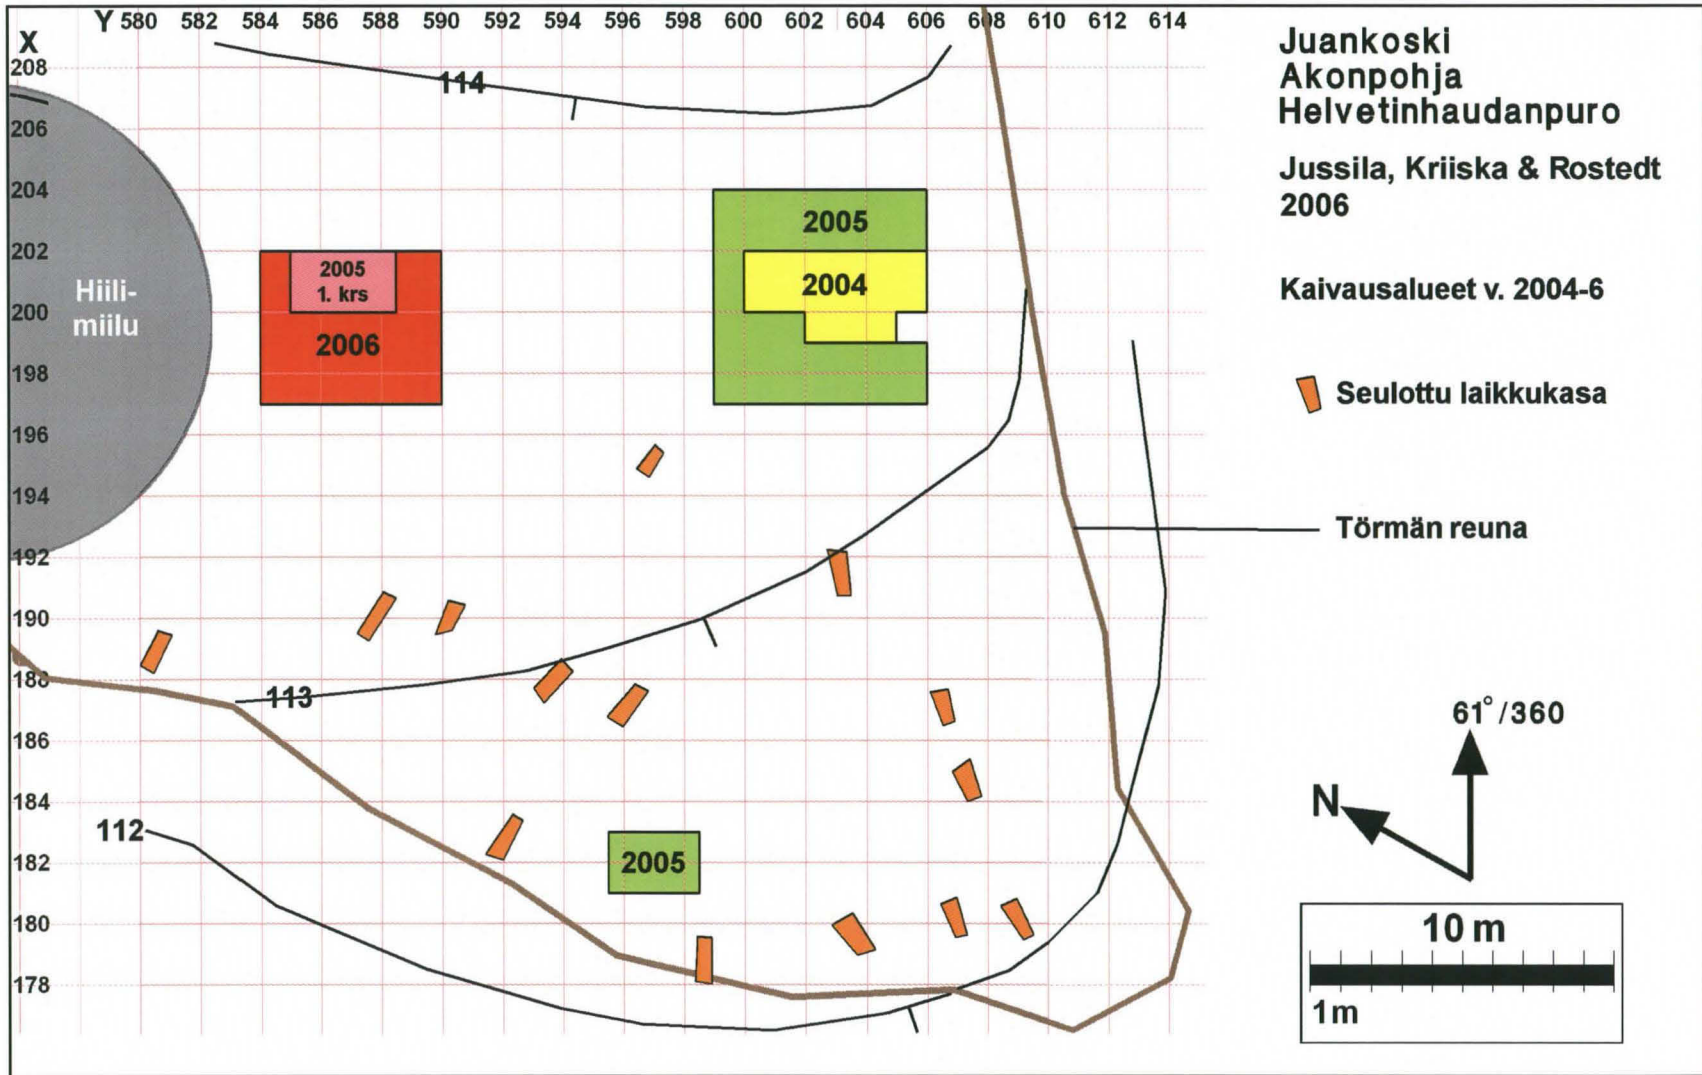 Y 580 582 584 586 588 590 592 594 596 598 600 602 604 606 608 610 612 614
X
208
206
204
202
200
198
196
194
192
190
188
186
184
182
180
178
114
113
112
Hiili-
miilu
2005
1. krs
2006
2005
2004
2005
Juankoski
Akonpohja
Helvetinhaudanpuro
Jussila, Kriiska & Rostedt
2006
Kaivausalueet v. 2004-6
Seulottu laikkukasa
Törmän reuna
61°/360
N
10 m
1m